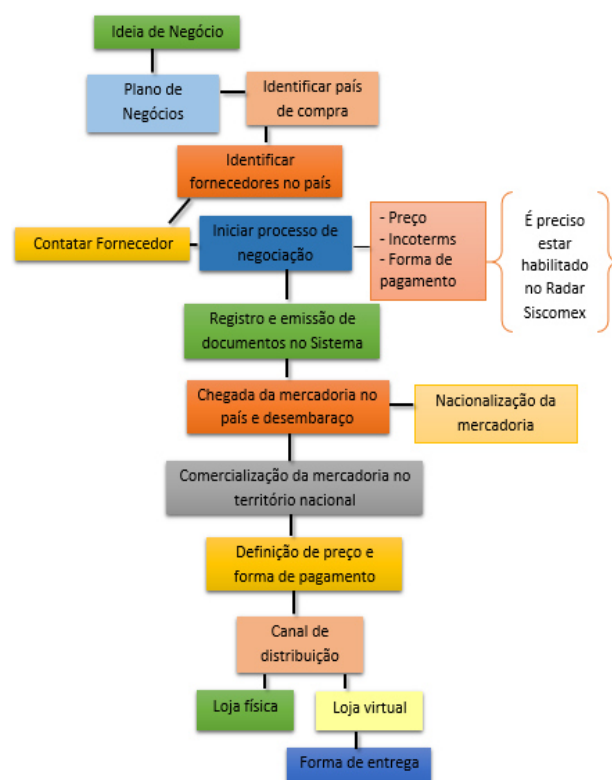 Ideia de Negócio
Plano de
Negócios
Identificar país
de compra
Identificar
fornecedores no país
Contatar Fornecedor
Iniciar processo de
negociação
- Preço
- Incoterms
- Forma de
pagamento
É preciso
estar
habilitado
no Radar
Siscomex
Registro e emissão de
documentos no Sistema
Chegada da mercadoria no
país e desembaraço
Nacionalização da
mercadoria
Comercialização da mercadoria no
território nacional
Definição de preço e
forma de pagamento
Canal de
distribuição
Loja física
Loja virtual
Forma de entrega